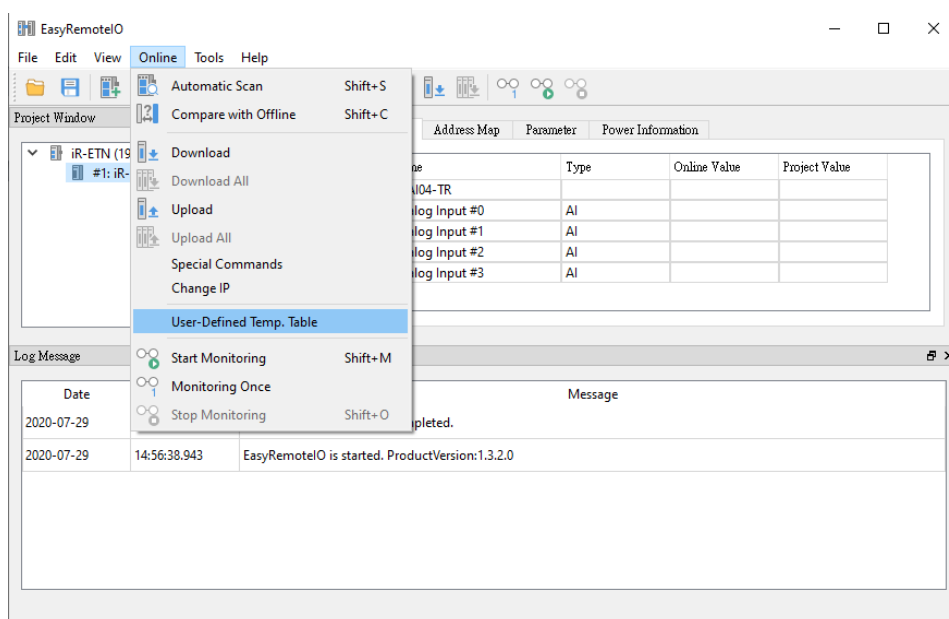 EasyRemoteIO
File Edit View Online Tools Help
Project Window
iR-ETN (19
#1: iR-
Automatic Scan Shift+S
Compare with Offline Shift+C
Download
Download All
Upload
Upload All
Special Commands
Change IP
User-Defined Temp. Table
Start Monitoring Shift+M
Monitoring Once
Stop Monitoring Shift+O
Address Map Parameter Power Information
Type Online Value Project Value
AI04-TR
alog Input #0 AI
alog Input #1 AI
alog Input #2 AI
alog Input #3 AI
Log Message
Date Message
2020-07-29 mpleted.
2020-07-29 14:56:38.943 EasyRemoteIO is started. ProductVersion:1.3.2.0